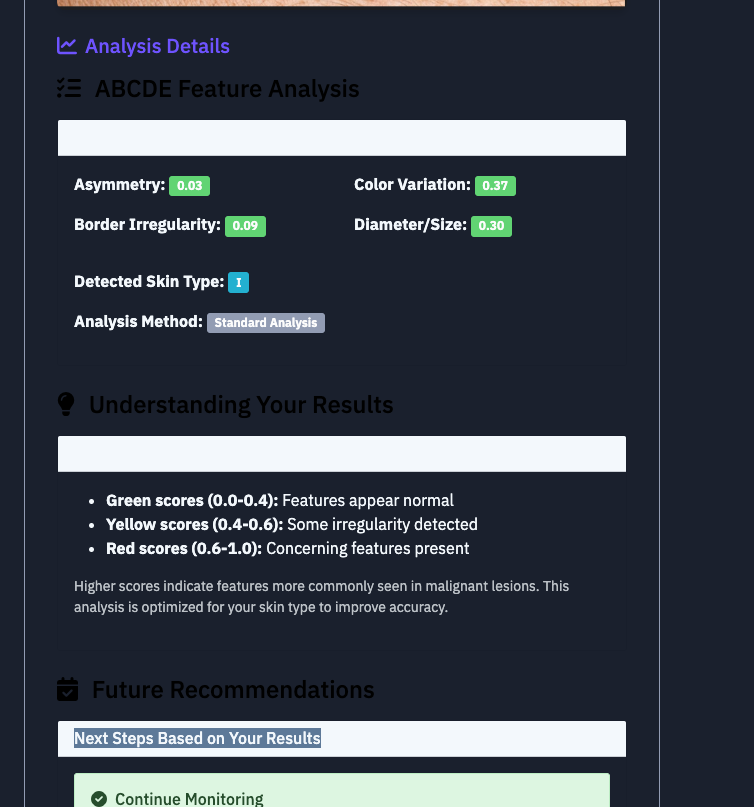 Analysis Details
ABCDE Feature Analysis
Asymmetry: 0.03
Color Variation: 0.37
Border Irregularity: 0.09
Diameter/Size: 0.30
Detected Skin Type: I
Analysis Method: Standard Analysis
Understanding Your Results
• Green scores (0.0-0.4): Features appear normal
• Yellow scores (0.4-0.6): Some irregularity detected
• Red scores (0.6-1.0): Concerning features present
Higher scores indicate features more commonly seen in malignant lesions. This
analysis is optimized for your skin type to improve accuracy.
Future Recommendations
Next Steps Based on Your Results
Continue Monitoring